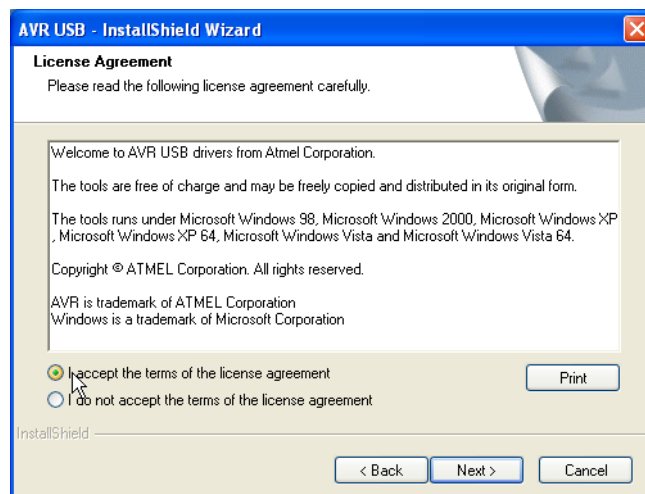 AVR USB - InstallShield Wizard
License Agreement
Please read the following license agreement carefully.
Welcome to AVR USB drivers from Atmel Corporation.
The tools are free of charge and may be freely copied and distributed in its original form.
The tools runs under Microsoft Windows 98, Microsoft Windows 2000, Microsoft Windows XP
, Microsoft Windows XP 64, Microsoft Windows Vista and Microsoft Windows Vista 64.
Copyright © ATMEL Corporation. All rights reserved.
AVR is trademark of ATMEL Corporation
Windows is a trademark of Microsoft Corporation
I accept the terms of the license agreement
Print
I do not accept the terms of the license agreement
InstallShield
< Back
Next >
Cancel